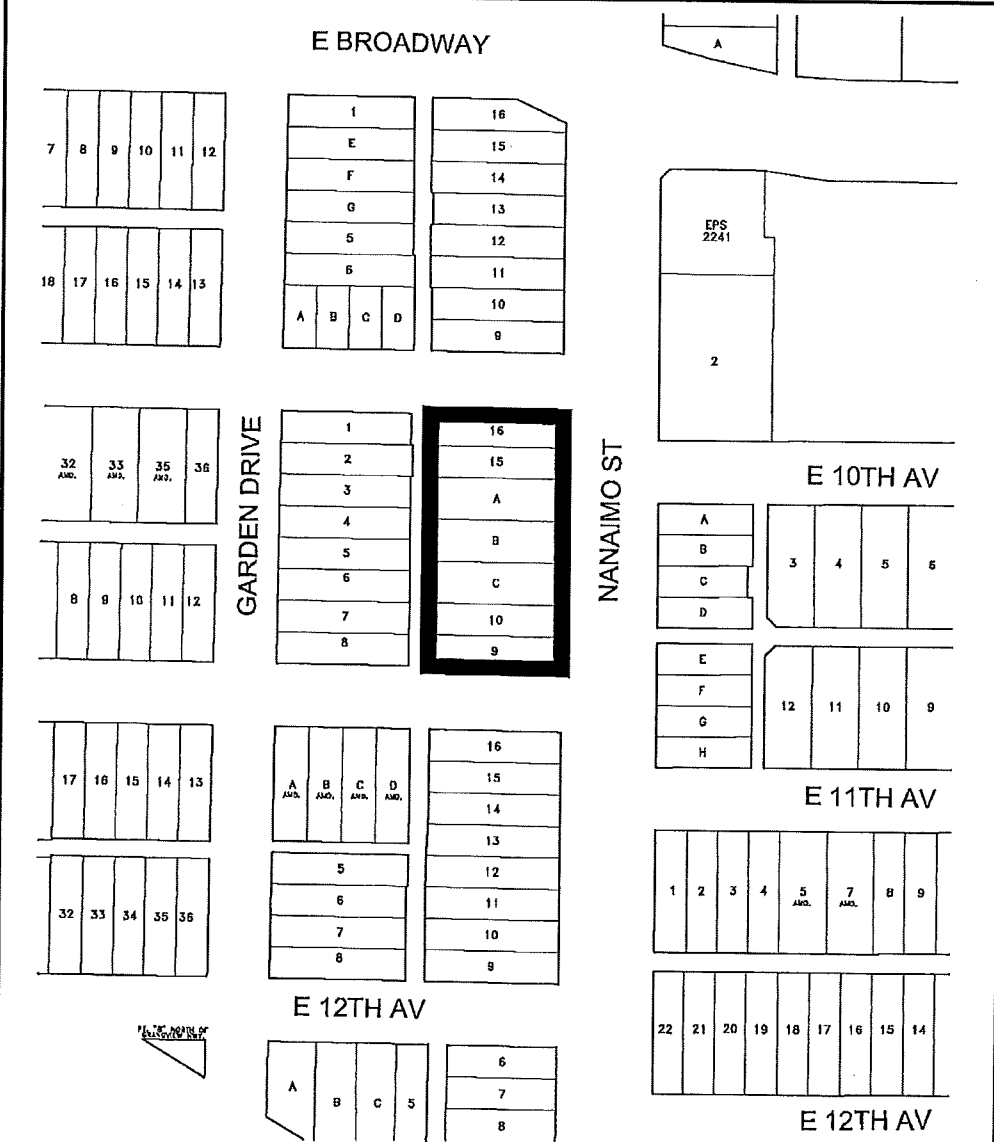 E BROADWAY
A
7 8 9 10 11 12
1
E
F
G
5
6
A B C D
16
15
14
13
12
11
10
9
18 17 16 15 14 13
EPS
2241
2
GARDEN DRIVE
NANAIMO ST
32 33 35 36
AMD. AMD. AMD.
8 9 10 11 12
1
2
3
4
5
6
7
8
16
15
A
B
C
10
9
E 10TH AV
A
B
C
D
3 4 5 6
E
F
G
H
12 11 10 9
E 11TH AV
17 16 15 14 13
A B C D
AMD. AMD. AMD. AMD.
16
15
14
13
12
11
10
9
32 33 34 35 36
5
6
7
8
1 2 3 4 5 7 8 9
AMD. AMD.
22 21 20 19 18 17 16 15 14
E 12TH AV
NORTH OF
GRANDVIEW HWY.
A B C 5
6
7
8
E 12TH AV